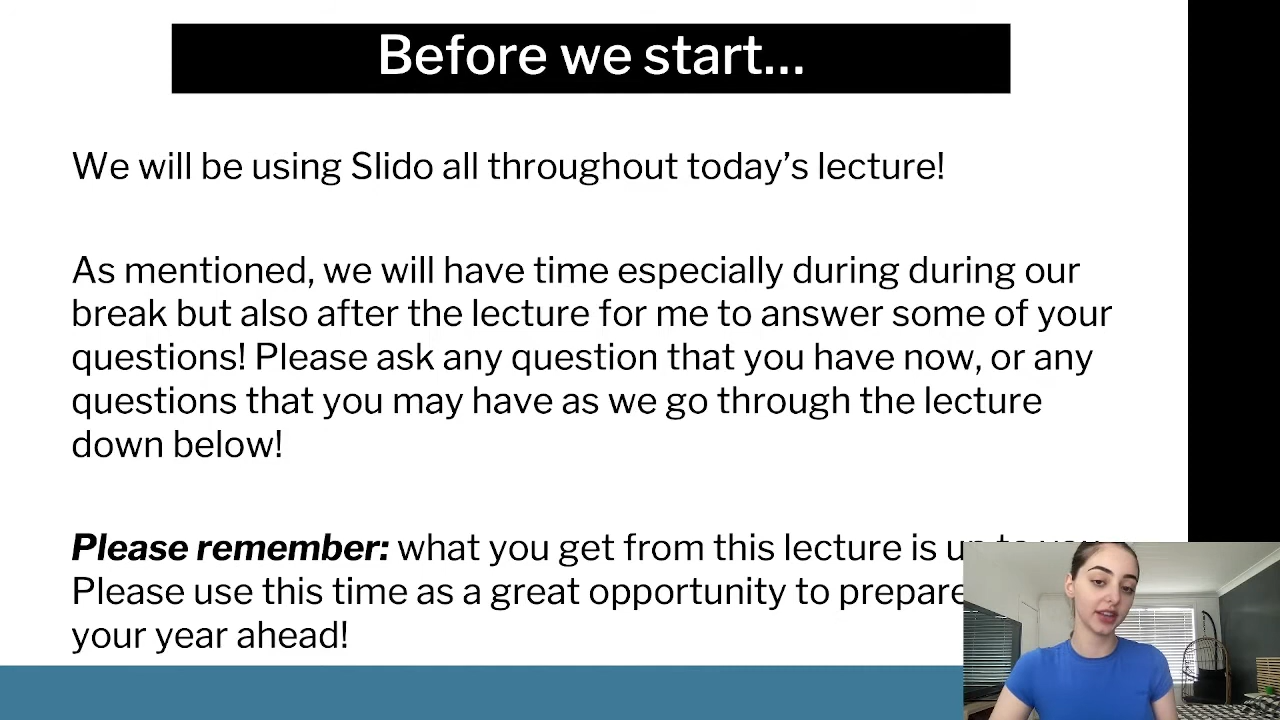 Before we start...
We will be using Slido all throughout today’s lecture!
As mentioned, we will have time especially during during our
break but also after the lecture for me to answer some of your
questions! Please ask any question that you have now, or any
questions that you may have as we go through the lecture
down below!
Please remember: what you get from this lecture is up to you.
Please use this time as a great opportunity to prepare
your year ahead!